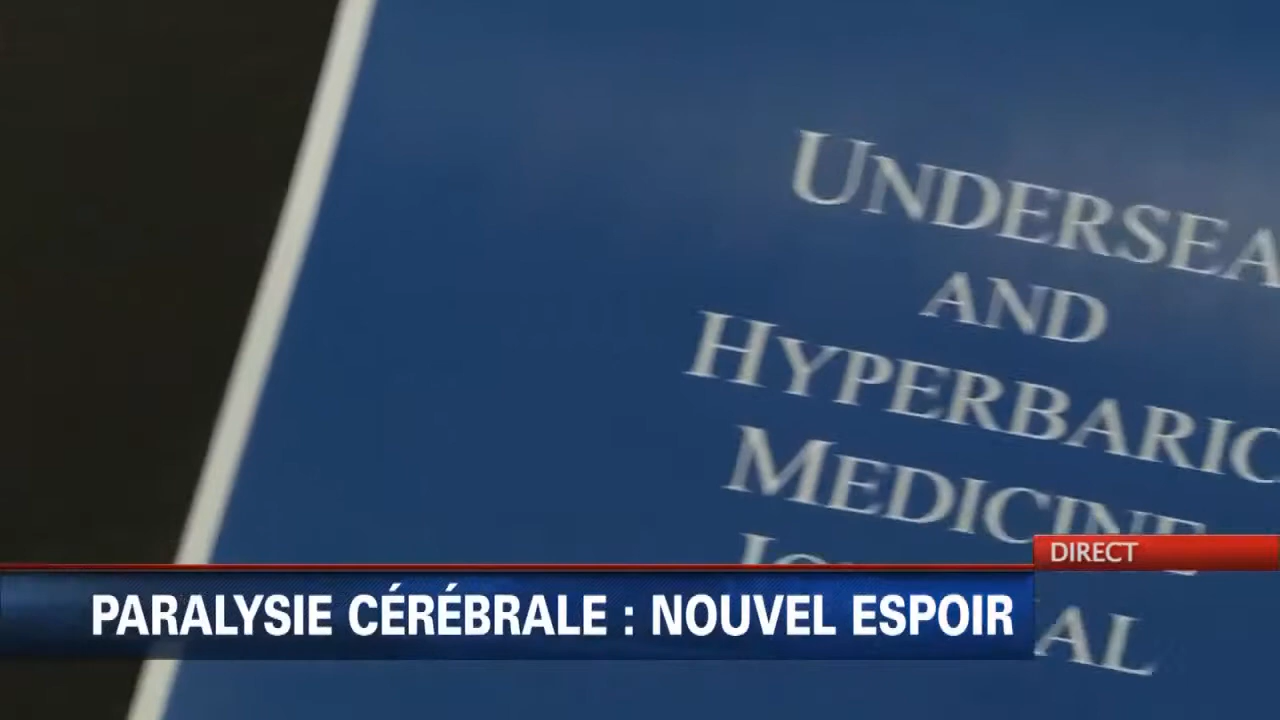 UNDERSEA
AND
HYPERBARIC
MEDICINE
DIRECT
PARALYSIE CÉRÉBRALE : NOUVEL ESPOIR